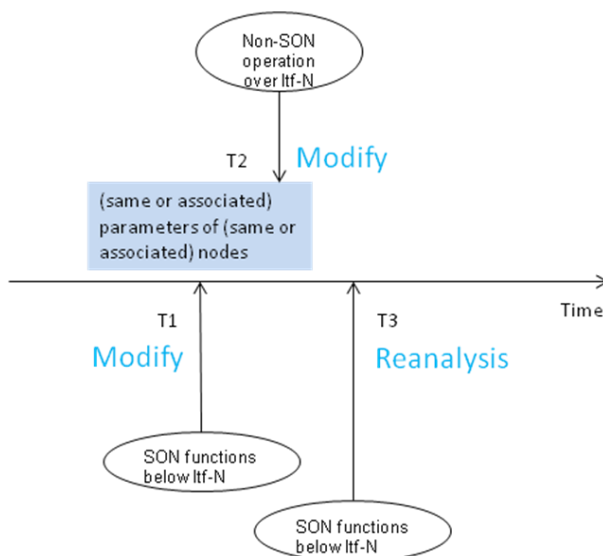 Non-SON
operation
over Itf-N
T2
Modify
(same or associated)
parameters of (same or
associated) nodes
Time
T1
Modify
T3
Reanalysis
SON functions
below Itf-N
SON functions
below Itf-N